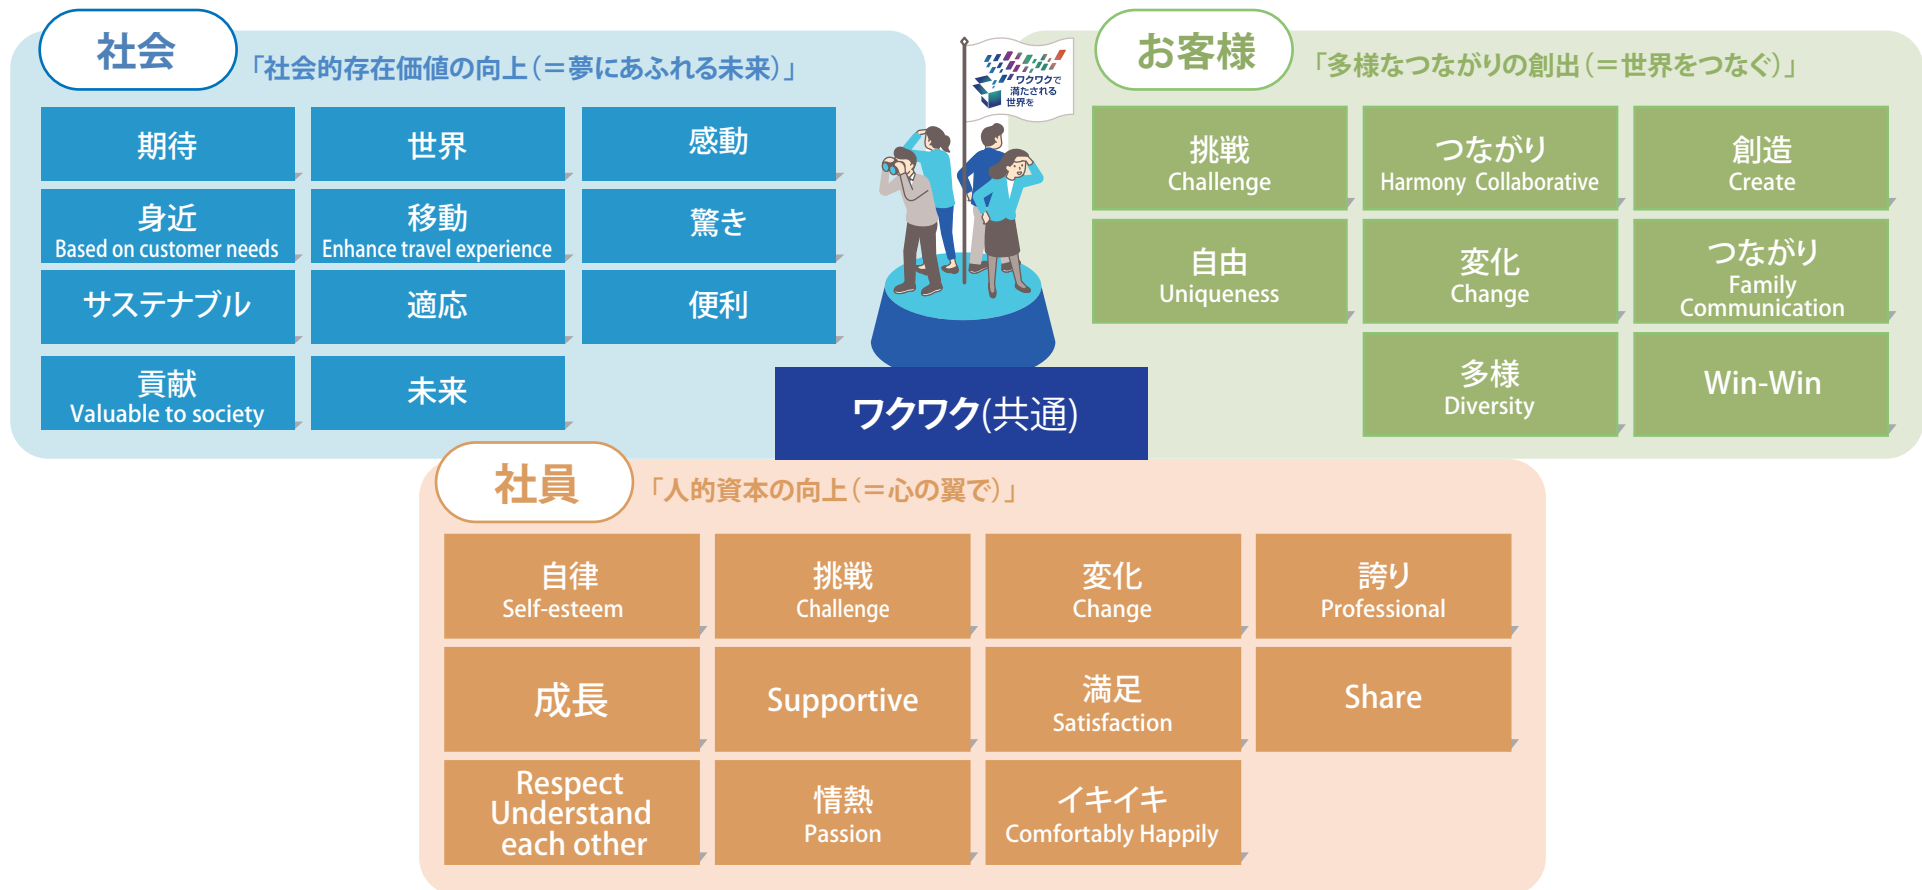 社会
「社会的存在価値の向上(=夢にあふれる未来)」
期待
世界
感動
身近
Based on customer needs
移動
Enhance travel experience
驚き
サステナブル
適応
便利
貢献
Valuable to society
未来
ワクワクで
満たされる
世界を
ワクワク(共通)
お客様
「多様なつながりの創出(=世界をつなぐ)」
挑戦
Challenge
つながり
Harmony Collaborative
創造
Create
自由
Uniqueness
変化
Change
つながり
Family
Communication
多様
Diversity
Win-Win
社員
「人的資本の向上(=心の翼で)」
自律
Self-esteem
挑戦
Challenge
変化
Change
誇り
Professional
成長
Supportive
満足
Satisfaction
Share
Respect
Understand
each other
情熱
Passion
イキイキ
Comfortably Happily